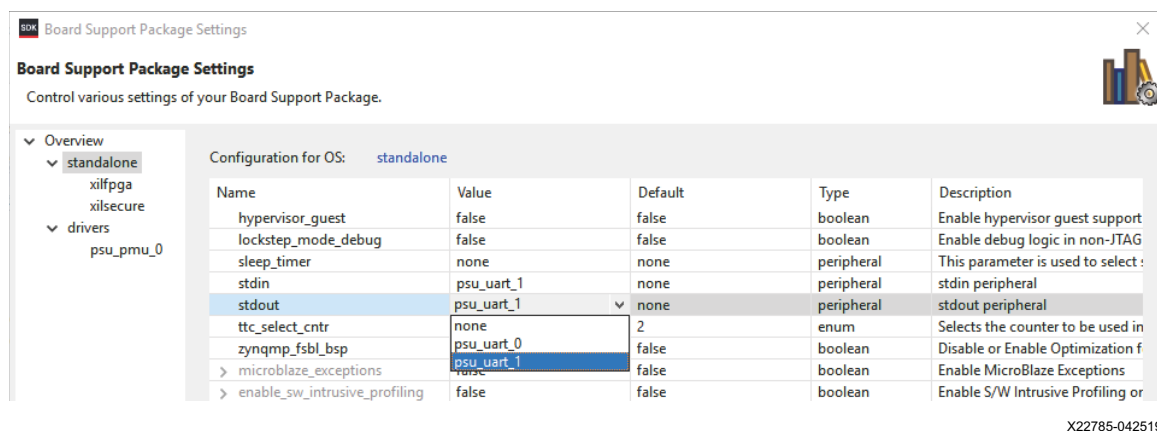 SDK Board Support Package Settings
Board Support Package Settings
Control various settings of your Board Support Package.
Overview
standalone
xilfpga
xilsecure
drivers
psu_pmu_0
Configuration for OS: standalone
Name Value Default Type Description
hypervisor_guest false false boolean Enable hypervisor guest support
lockstep_mode_debug false false boolean Enable debug logic in non-JTAG
sleep_timer none none peripheral This parameter is used to select
stdin psu_uart_1 none peripheral stdin peripheral
stdout psu_uart_1 none peripheral stdout peripheral
ttc_select_cntr none 2 enum Selects the counter to be used in
zynqmp_fsbl_bsp psu_uart_0 false boolean Disable or Enable Optimization f
psu_uart_1
microblaze_exceptions false false boolean Enable MicroBlaze Exceptions
enable_sw_intrusive_profiling false false boolean Enable S/W Intrusive Profiling or
X22785-042519